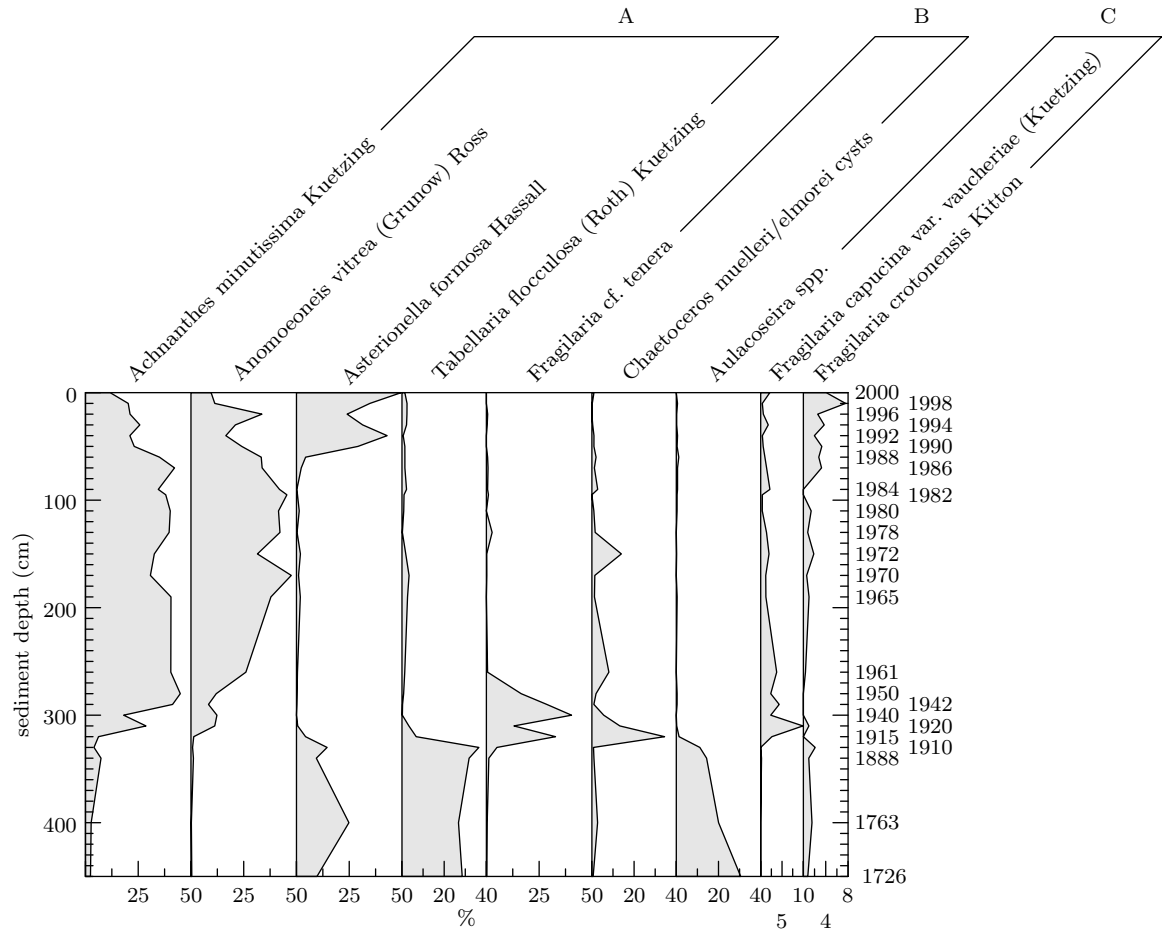 A B C
Achnanthes minutissima Kuetzing
Anomoeoneis vitrea (Grunow) Ross
Asterionella formosa Hassall
Tabellaria flocculosa (Roth) Kuetzing
Fragilaria cf. tenera
Chaetoceros muelleri/elmorei cysts
Aulacoseira spp.
Fragilaria capucina var. vaucheriae (Kuetzing)
Fragilaria crotonensis Kitton
sediment depth (cm)
0
100
200
300
400
2000
1998
1996
1994
1992
1990
1988
1986
1984
1982
1980
1978
1972
1970
1965
1961
1950
1942
1940
1920
1915
1910
1888
1763
1726
25 50 25 50 25 50 20 40 25 50 20 40 20 40 10 8
% 5 4